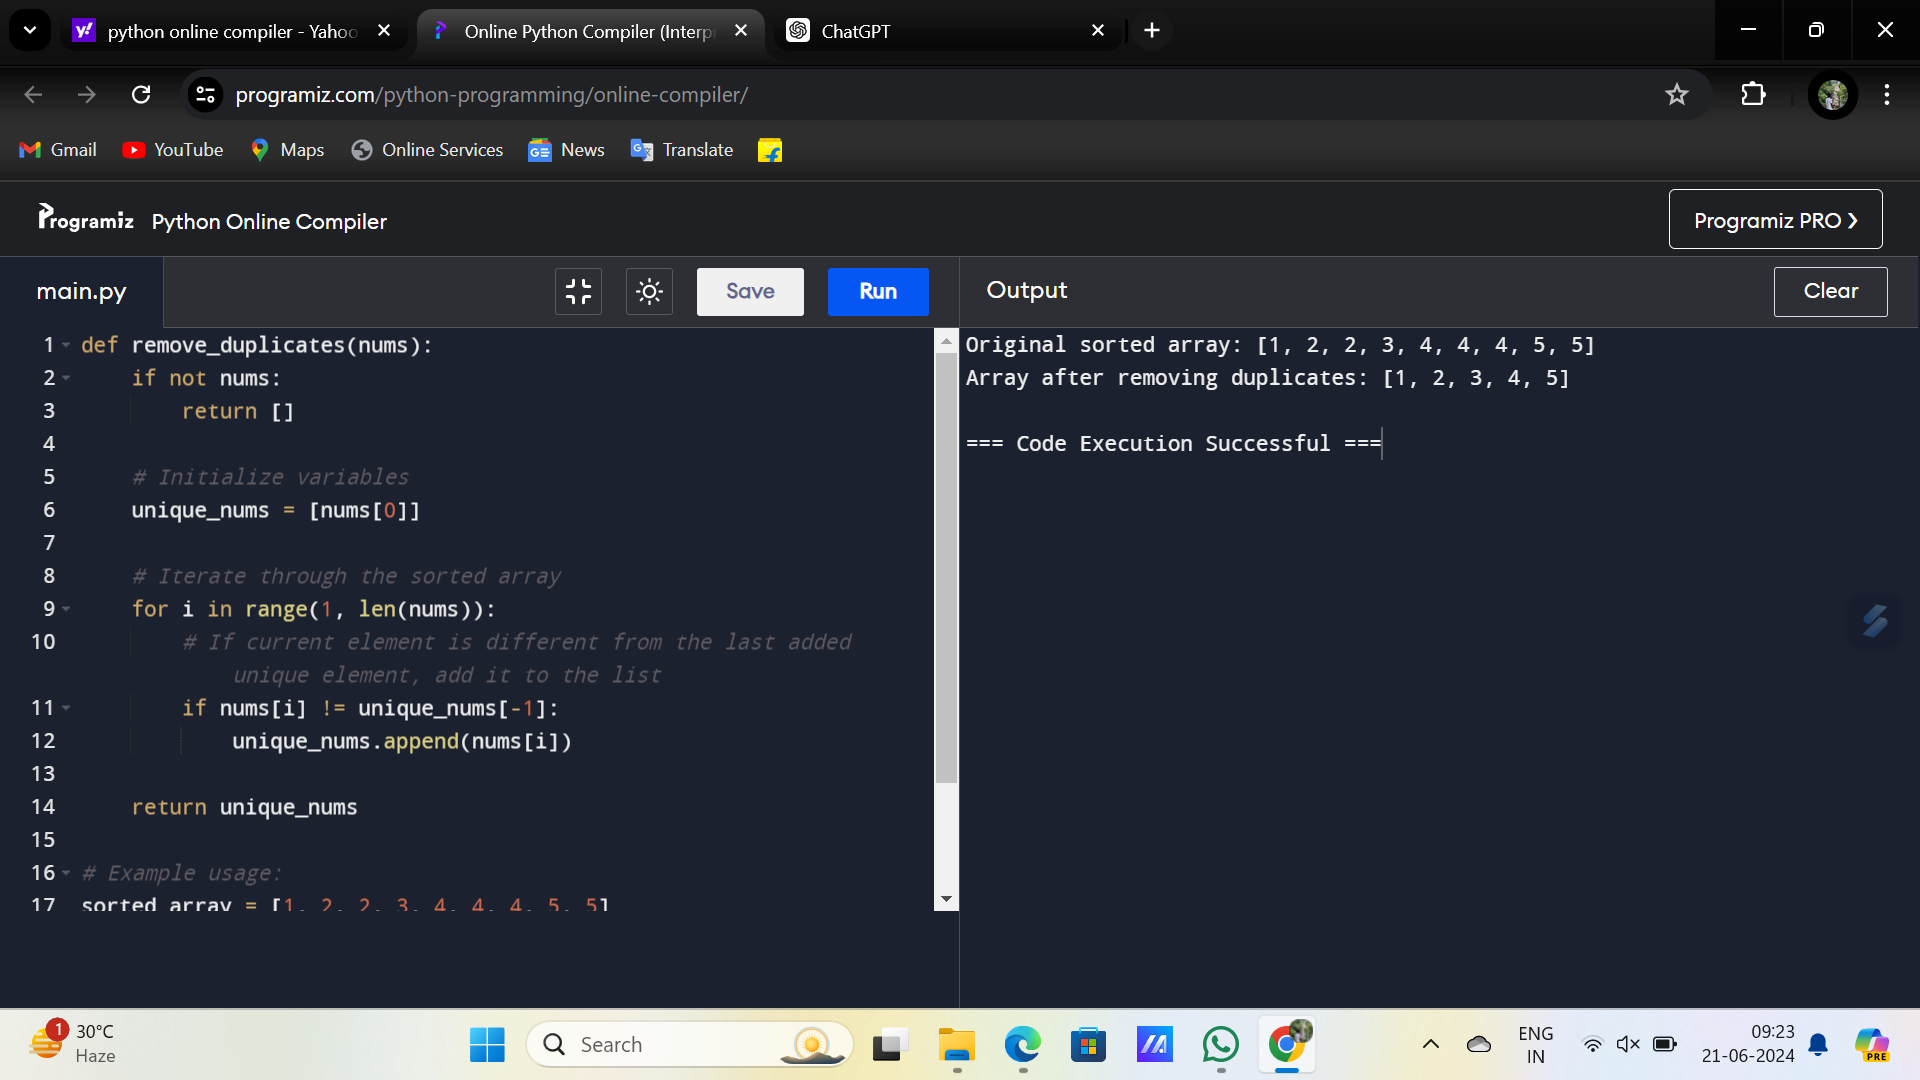 python online compiler - Yahoo
Online Python Compiler (Interp
ChatGPT
programiz.com/python-programming/online-compiler/
Gmail
YouTube
Maps
Online Services
News
Translate
Programiz
Python Online Compiler
Programiz PRO ❯
main.py
Save
Run
Output
Clear
1 def remove_duplicates(nums):
2     if not nums:
3         return []
4
5     # Initialize variables
6     unique_nums = [nums[0]]
7
8     # Iterate through the sorted array
9     for i in range(1, len(nums)):
10         # If current element is different from the last added
unique element, add it to the list
11         if nums[i] != unique_nums[-1]:
12             unique_nums.append(nums[i])
13
14     return unique_nums
15
16 # Example usage:
17 sorted_array = [1, 2, 2, 3, 4, 4, 4, 5, 5]
Original sorted array: [1, 2, 2, 3, 4, 4, 4, 5, 5]
Array after removing duplicates: [1, 2, 3, 4, 5]
=== Code Execution Successful ===
1
30°C
Haze
Search
PRE
ENG
IN
09:23
21-06-2024